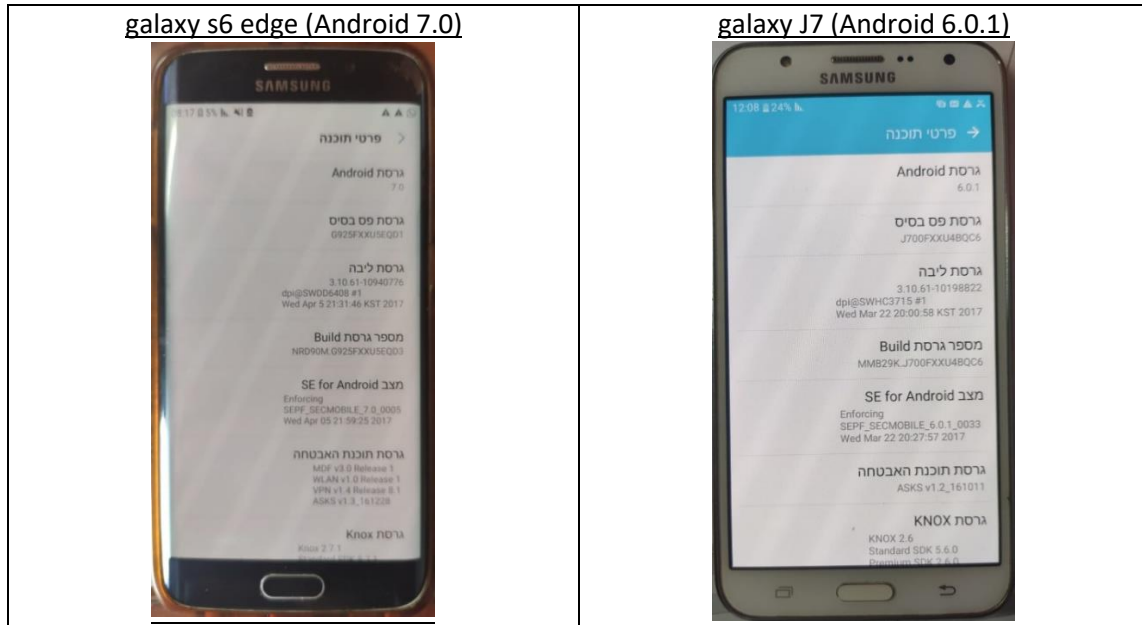 galaxy s6 edge (Android 7.0)
SAMSUNG
פרטי תוכנה
גרסת Android
7.0
גרסת פס בסיס
G925FXXU5EQD1
גרסת ליבה
3.10.61-10940776
dpi@SWDD6408 #1
Wed Apr 5 21:31:46 KST 2017
מספר גרסת Build
NRD90M.G925FXXU5EQD3
מצב SE for Android
Enforcing
SEPF_SECMOBILE_7.0_0005
Wed Apr 05 21:59:25 2017
גרסת תוכנת האבטחה
MDF v3.0 Release 1
WLAN v1.0 Release 1
VPN v1.4 Release 8.1
ASKS v1.3_161228
גרסת Knox
Knox 2.7.1
galaxy J7 (Android 6.0.1)
SAMSUNG
12:08 24%
פרטי תוכנה
גרסת Android
6.0.1
גרסת פס בסיס
J700FXXU4BQC6
גרסת ליבה
3.10.61-10198822
dpi@SWHC3715 #1
Wed Mar 22 20:00:58 KST 2017
מספר גרסת Build
MMB29K.J700FXXU4BQC6
מצב SE for Android
Enforcing
SEPF_SECMOBILE_6.0.1_0033
Wed Mar 22 20:27:57 2017
גרסת תוכנת האבטחה
ASKS v1.2_161011
גרסת KNOX
KNOX 2.6
Standard SDK 5.6.0
Premium SDK 2.6.0